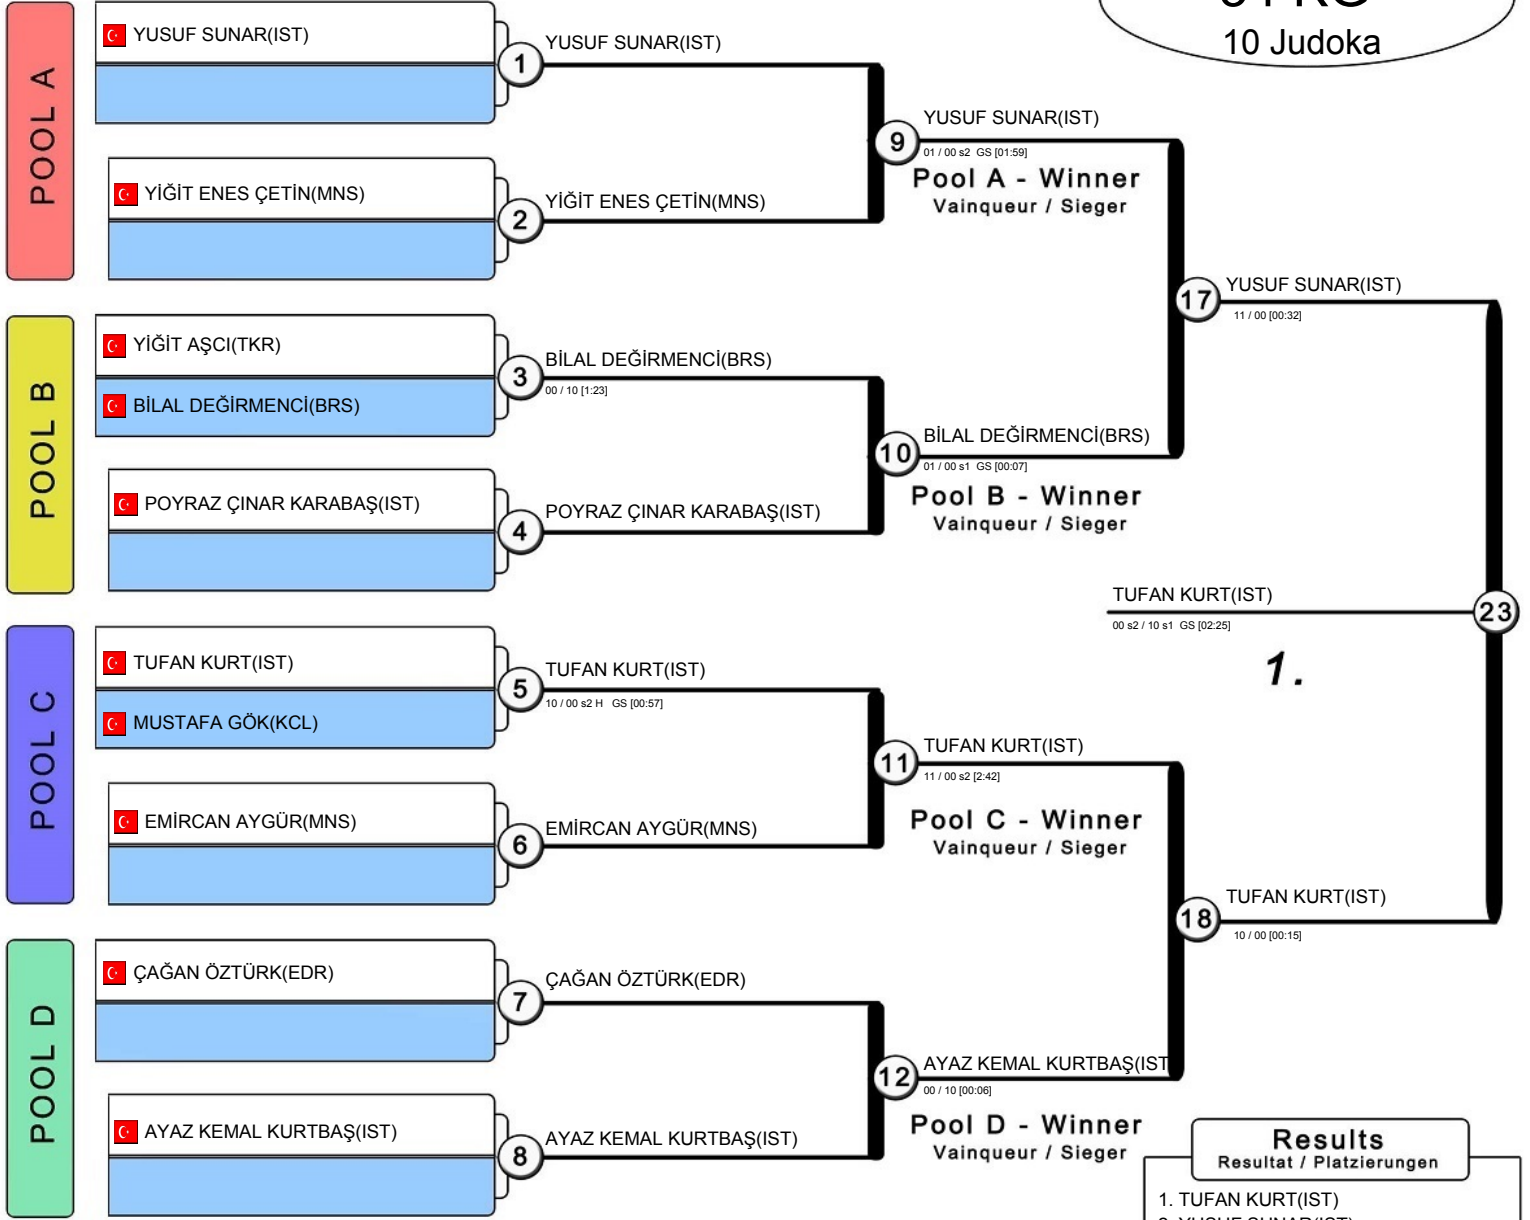 10 Judoka
POOL A
YUSUF SUNAR(IST)
1
YUSUF SUNAR(IST)
YİĞİT ENES ÇETİN(MNS)
2
YİĞİT ENES ÇETİN(MNS)
9
YUSUF SUNAR(IST)
01 / 00 s2 GS [01:59]
Pool A - Winner
Vainqueur / Sieger
POOL B
YİĞİT AŞCI(TKR)
BİLAL DEĞİRMENCİ(BRS)
3
BİLAL DEĞİRMENCİ(BRS)
00 / 10 [1:23]
POYRAZ ÇINAR KARABAŞ(IST)
4
POYRAZ ÇINAR KARABAŞ(IST)
10
BİLAL DEĞİRMENCİ(BRS)
01 / 00 s1 GS [00:07]
Pool B - Winner
Vainqueur / Sieger
17
YUSUF SUNAR(IST)
11 / 00 [00:32]
POOL C
TUFAN KURT(IST)
MUSTAFA GÖK(KCL)
5
TUFAN KURT(IST)
10 / 00 s2 H GS [00:57]
EMİRCAN AYGÜR(MNS)
6
EMİRCAN AYGÜR(MNS)
11
TUFAN KURT(IST)
11 / 00 s2 [2:42]
Pool C - Winner
Vainqueur / Sieger
POOL D
ÇAĞAN ÖZTÜRK(EDR)
7
ÇAĞAN ÖZTÜRK(EDR)
AYAZ KEMAL KURTBAŞ(IST)
8
AYAZ KEMAL KURTBAŞ(IST)
12
AYAZ KEMAL KURTBAŞ(IST
00 / 10 [00:06]
Pool D - Winner
Vainqueur / Sieger
18
TUFAN KURT(IST)
10 / 00 [00:15]
TUFAN KURT(IST)
23
00 s2 / 10 s1 GS [02:25]
1.
Results
Resultat / Platzierungen
1. TUFAN KURT(IST)
2. YUSUF SUNAR(IST)